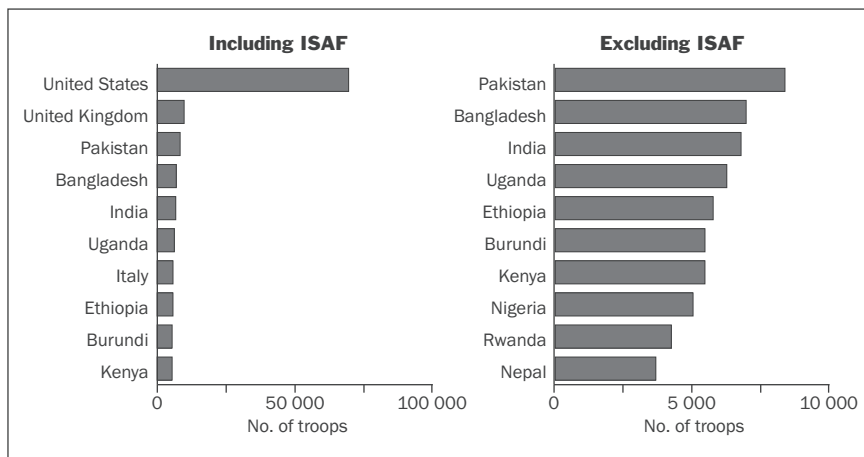 Including ISAF
United States
United Kingdom
Pakistan
Bangladesh
India
Uganda
Italy
Ethiopia
Burundi
Kenya
0
50 000
100 000
No. of troops
Excluding ISAF
Pakistan
Bangladesh
India
Uganda
Ethiopia
Burundi
Kenya
Nigeria
Rwanda
Nepal
0
5 000
10 000
No. of troops